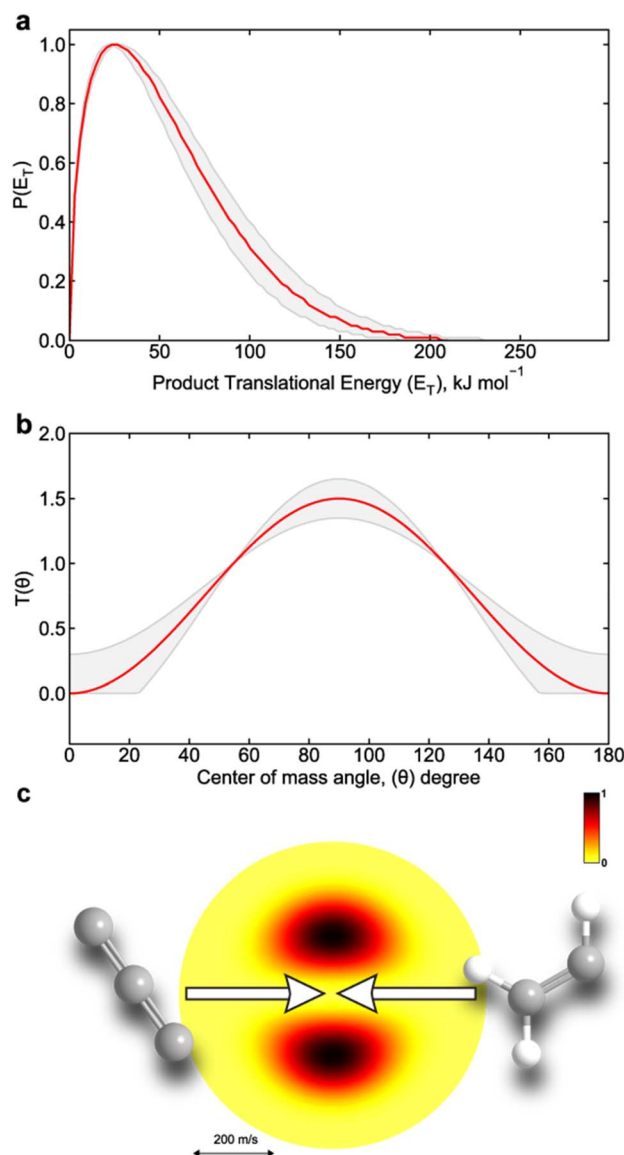 a
1.0
0.8
0.6
0.4
0.2
0.0
P(E_T)
0 50 100 150 200 250
Product Translational Energy (E_T), kJ mol⁻¹
b
2.0
1.5
1.0
0.5
0.0
T(θ)
0 20 40 60 80 100 120 140 160 180
Center of mass angle, (θ) degree
c
1
0
200 m/s